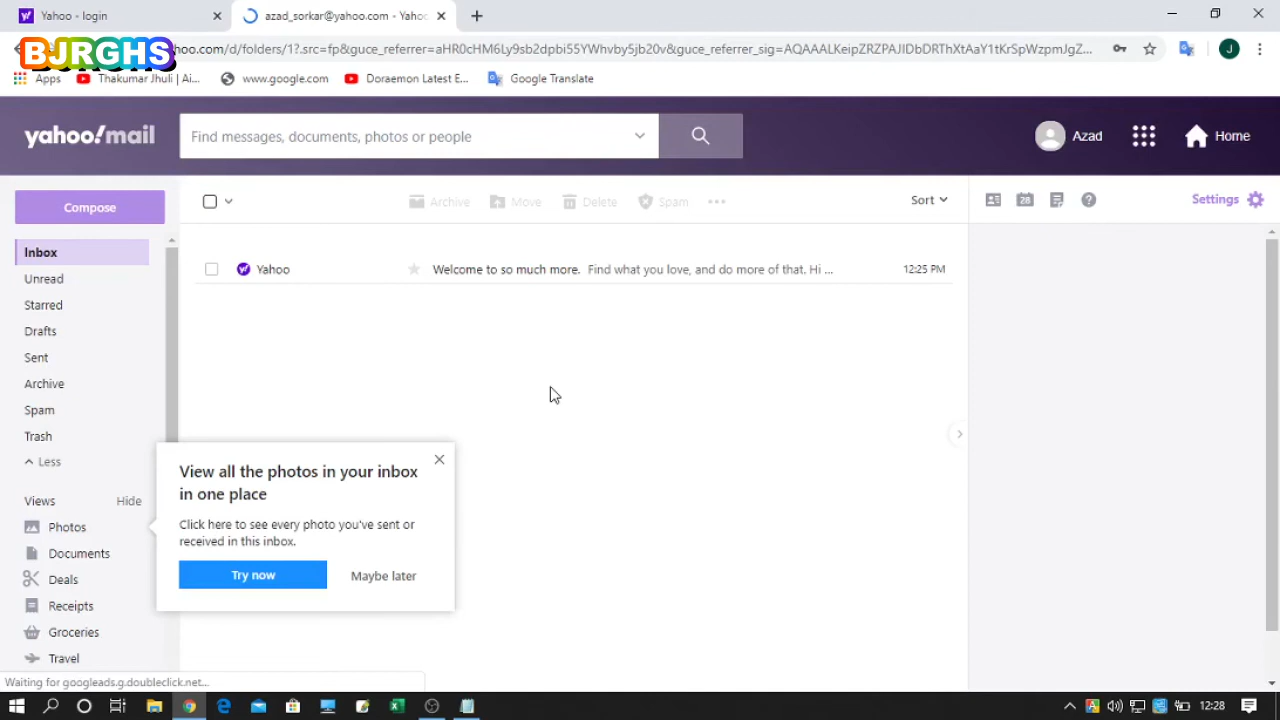 Yahoo - login
azad_sorkar@yahoo.com - Yahoo
BJRGHS
hoo.com/d/folders/1?.src=fp&guce_referrer=aHR0cHM6Ly9sb2dpbi55YWhvby5jb20v&guce_referrer_sig=AQAAALKeipZRZPAJIDbDRThXtAaY1tKrSpWzpmJgZ...
J
Apps
Thakumar Jhuli | Ai...
www.google.com
Doraemon Latest E...
Google Translate
yahoo!mail
Find messages, documents, photos or people
Azad
Home
Compose
Archive
Move
Delete
Spam
Sort
28
Settings
Inbox
Yahoo
Welcome to so much more. Find what you love, and do more of that. Hi ...
12:25 PM
Unread
Starred
Drafts
Sent
Archive
Spam
Trash
Less
View all the photos in your inbox
in one place
Click here to see every photo you've sent or
received in this inbox.
Try now
Maybe later
Views
Hide
Photos
Documents
Deals
Receipts
Groceries
Travel
Waiting for googleads.g.doubleclick.net...
12:28